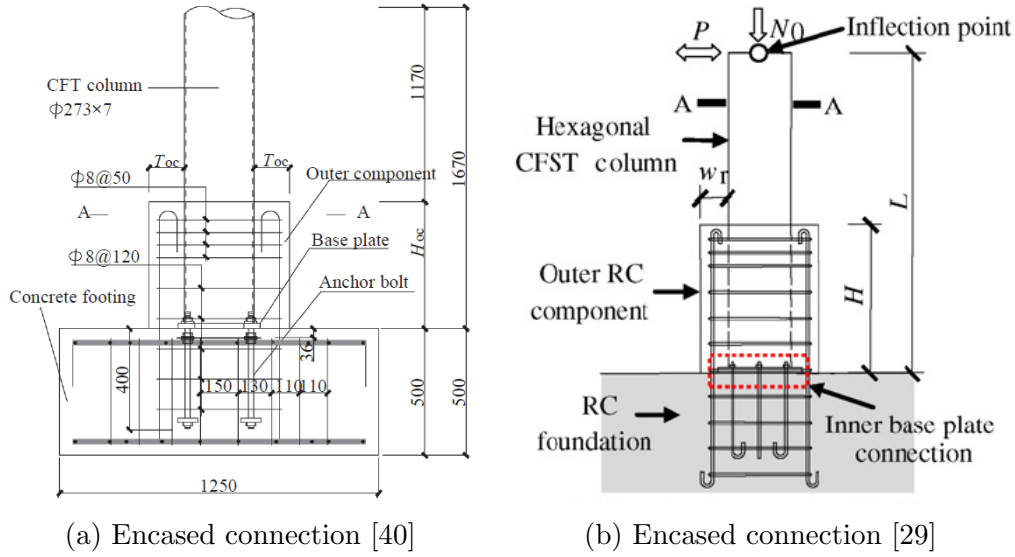 CFT column
Φ273×7
Toc
Toc
Φ8@50
Outer component
A
A
Base plate
Φ8@120
Anchor bolt
Concrete footing
36
400
150
130
110
110
1170
Hoc
500
1670
500
1250
(a) Encased connection [40]
N0
P
Inflection point
A
A
Hexagonal
CFST column
wr
L
Outer RC
component
H
RC
foundation
Inner base plate
connection
(b) Encased connection [29]